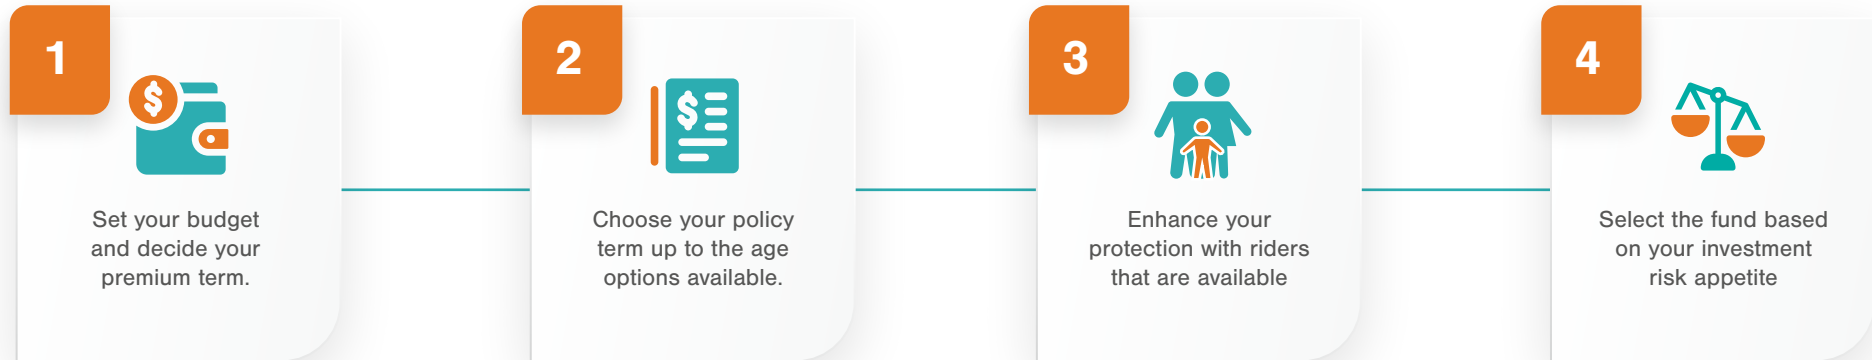 1
Set your budget
and decide your
premium term.
2
Choose your policy
term up to the age
options available.
3
Enhance your
protection with riders
that are available
4
Select the fund based
on your investment
risk appetite